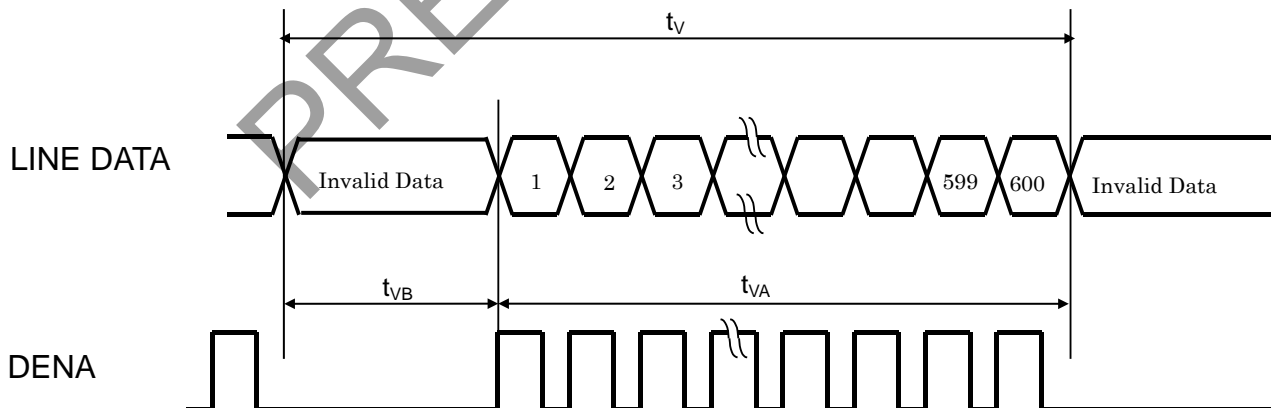 tV
LINE DATA
Invalid Data 1 2 3 599 600 Invalid Data
tVB tVA
DENA
PRE